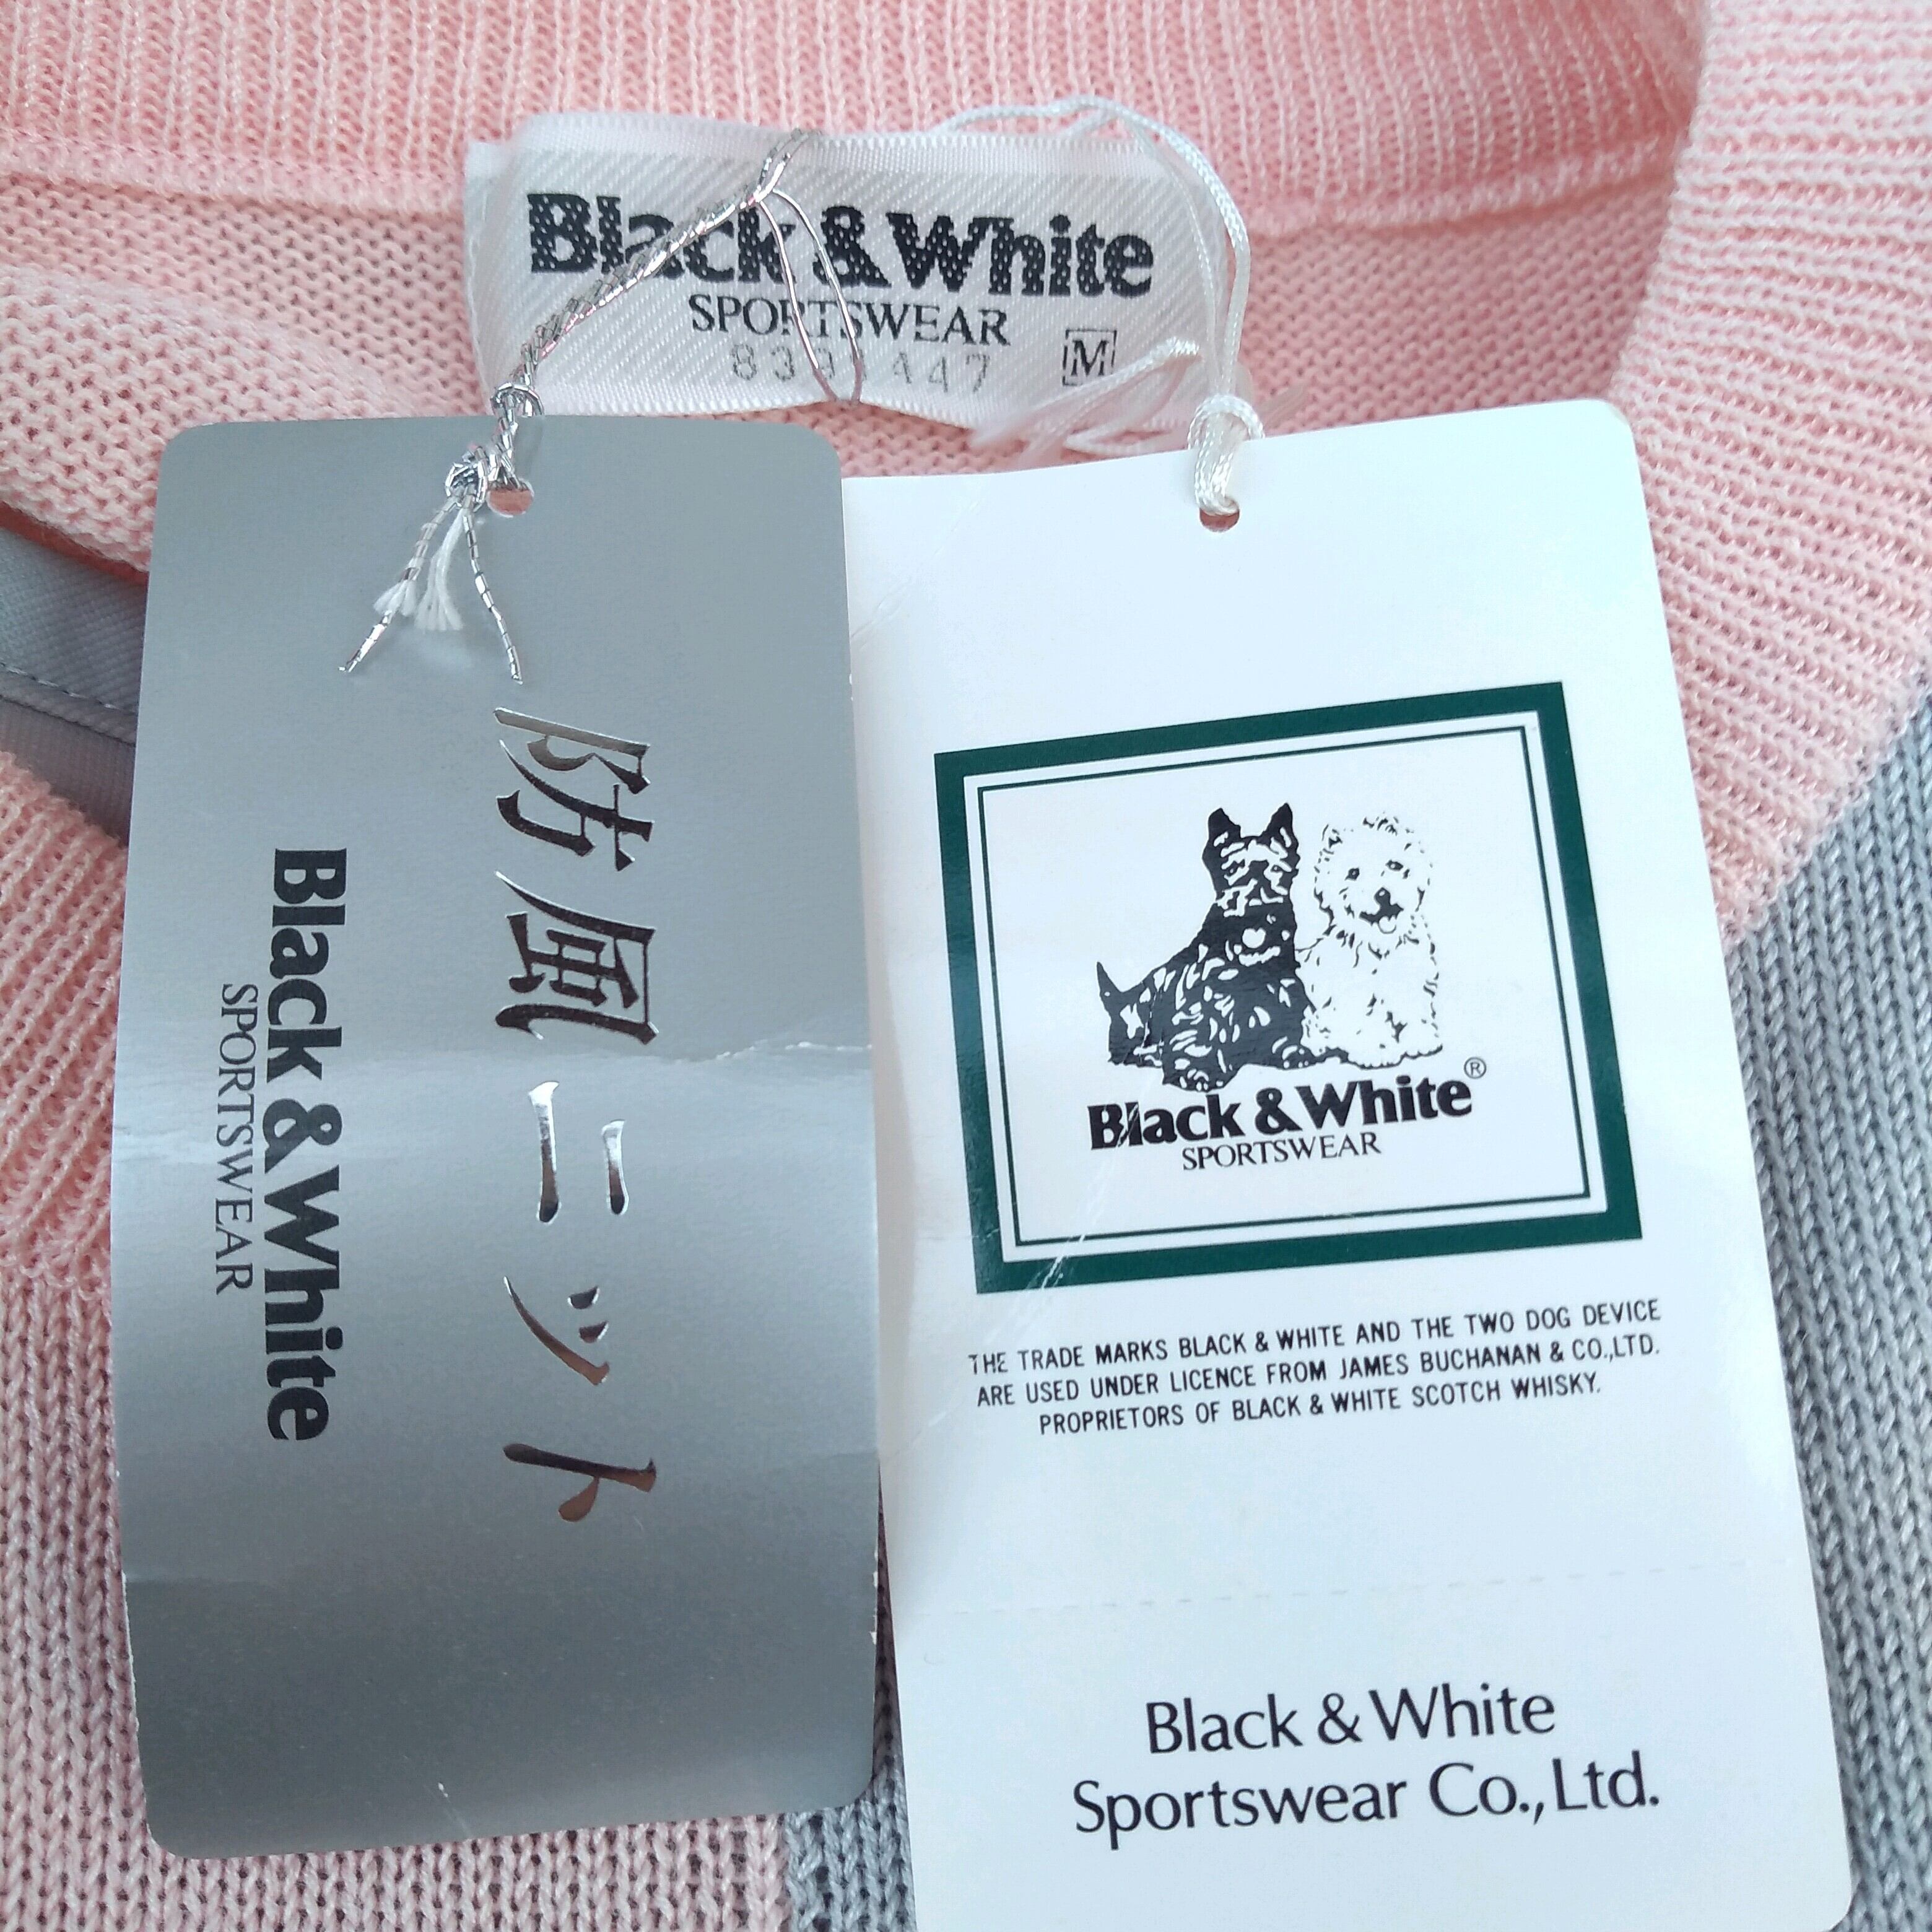 Black & White
SPORTSWEAR
M
防風ニット
Black & White
SPORTSWEAR
Black & White®
SPORTSWEAR
THE TRADE MARKS BLACK & WHITE AND THE TWO DOG DEVICE
ARE USED UNDER LICENCE FROM JAMES BUCHANAN & CO.,LTD.
PROPRIETORS OF BLACK & WHITE SCOTCH WHISKY.
Black & White
Sportswear Co., Ltd.